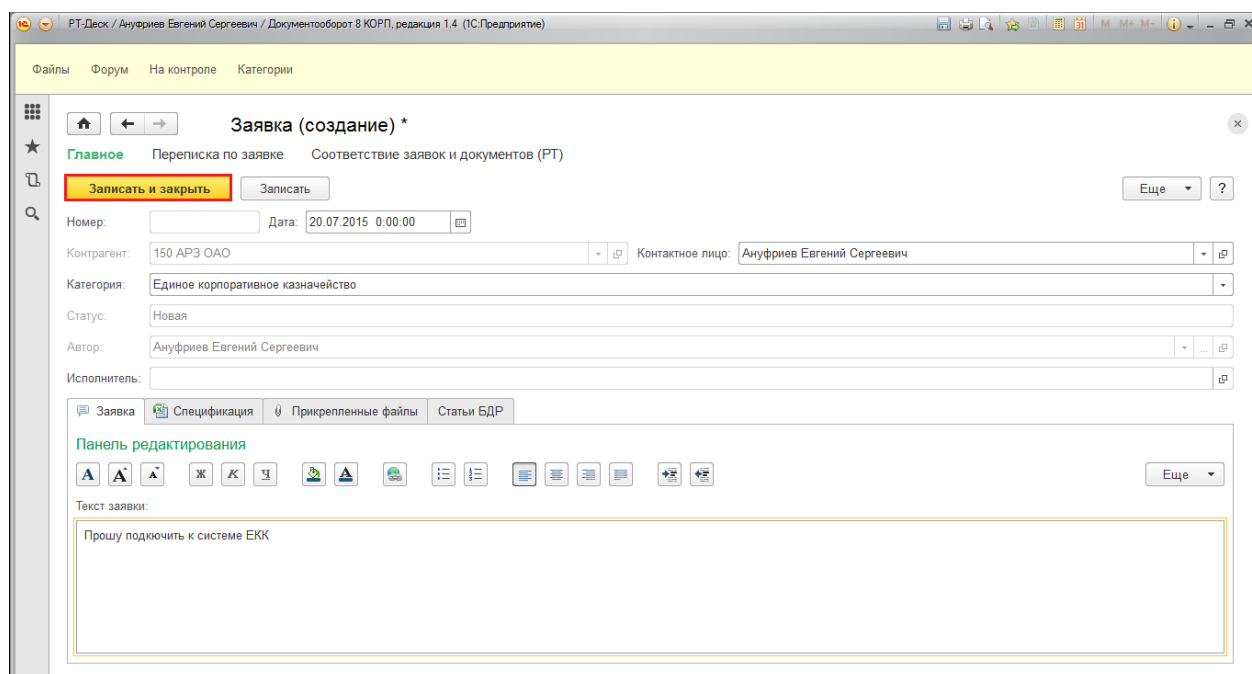 РТ-Деск / Ануфриев Евгений Сергеевич / Документооборот 8 КОРП, редакция 1.4 (1С:Предприятие) M M+ M-
Файлы Форум На контроле Категории
Заявка (создание) *
Главное Переписка по заявке Соответствие заявок и документов (РТ)
Записать и закрыть Записать Еще ?
Номер: Дата: 20.07.2015 0:00:00
Контрагент: 150 АРЗ ОАО Контактное лицо: Ануфриев Евгений Сергеевич
Категория: Единое корпоративное казначейство
Статус: Новая
Автор: Ануфриев Евгений Сергеевич ...
Исполнитель:
Заявка Спецификация Прикрепленные файлы Статьи БДР
Панель редактирования
А А А Ж К Ч А Еще
Текст заявки:
Прошу подкючить к системе ЕКК